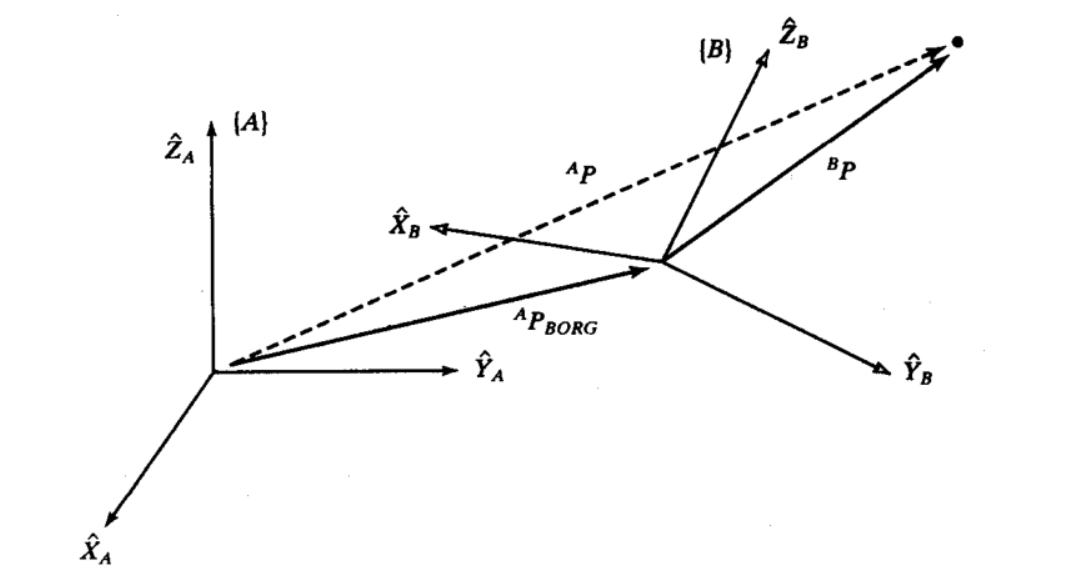 {A}
Ẑ_A
{B}
Ẑ_B
^A P
^B P
X̂_B
^A P_BORG
Ŷ_A
Ŷ_B
X̂_A